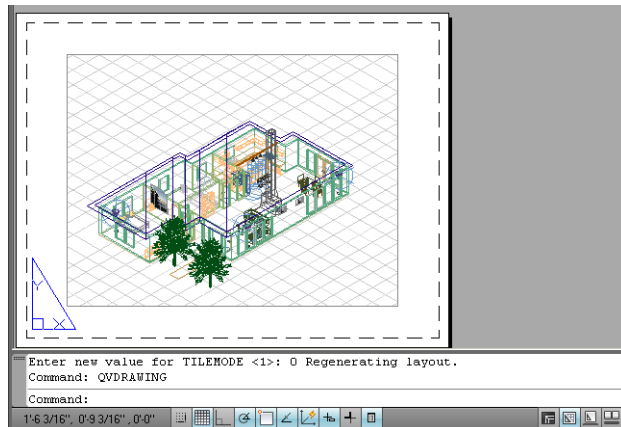 Y
X
Enter new value for TILEMODE <1>: 0 Regenerating layout.
Command: QVDRAWING
Command:
1'-6 3/16", 0'-9 3/16" , 0'-0"